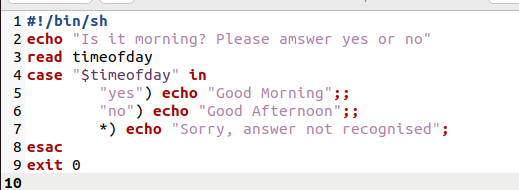 1 #!/bin/sh
2 echo "Is it morning? Please amswer yes or no"
3 read timeofday
4 case "$timeofday" in
5         "yes") echo "Good Morning";;
6         "no") echo "Good Afternoon";;
7         *) echo "Sorry, answer not recognised";
8 esac
9 exit 0
10